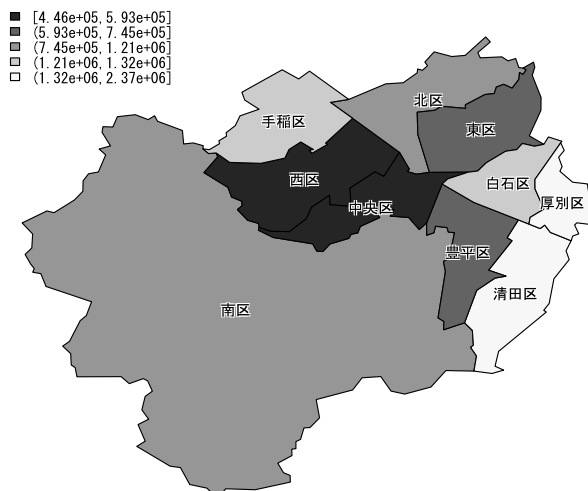 [4.46e+05,5.93e+05]
(5.93e+05,7.45e+05]
(7.45e+05,1.21e+06]
(1.21e+06,1.32e+06]
(1.32e+06,2.37e+06]
北区
手稲区
東区
西区
白石区
厚別区
中央区
豊平区
清田区
南区